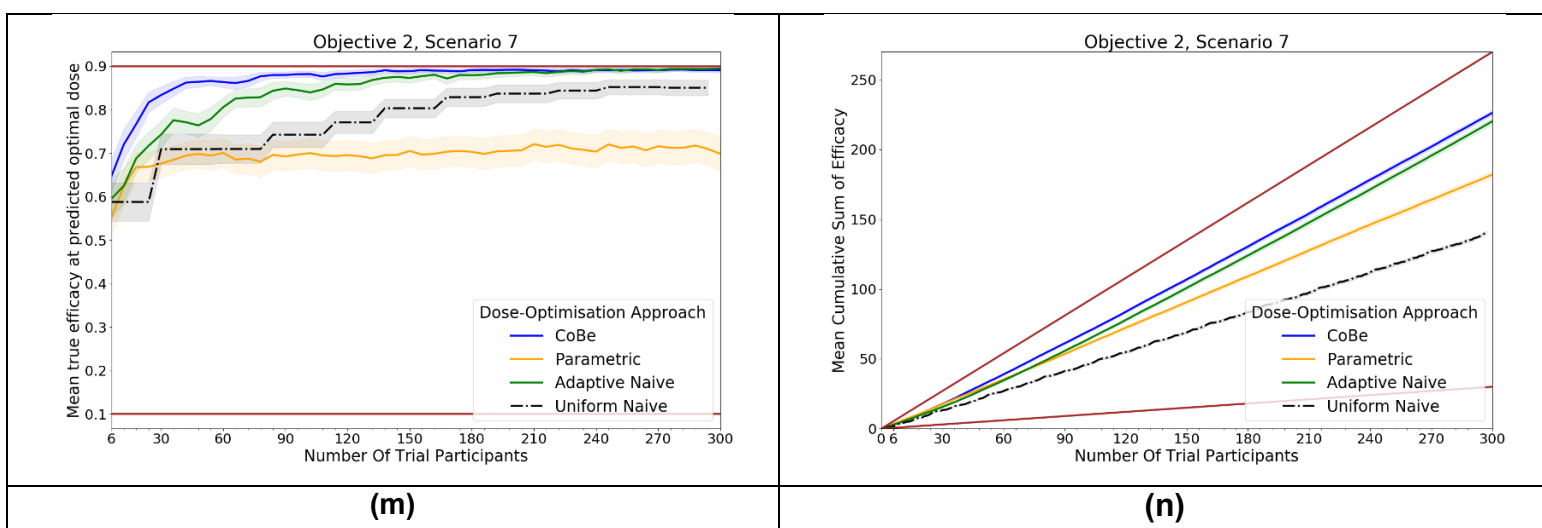 Objective 2, Scenario 7
Mean true efficacy at predicted optimal dose
0.9
0.8
0.7
0.6
0.5
0.4
0.3
0.2
0.1
Dose-Optimisation Approach
CoBe
Parametric
Adaptive Naive
Uniform Naive
6 30 60 90 120 150 180 210 240 270 300
Number Of Trial Participants
(m)
Objective 2, Scenario 7
Mean Cumulative Sum of Efficacy
250
200
150
100
50
0
Dose-Optimisation Approach
CoBe
Parametric
Adaptive Naive
Uniform Naive
0 6 30 60 90 120 150 180 210 240 270 300
Number Of Trial Participants
(n)